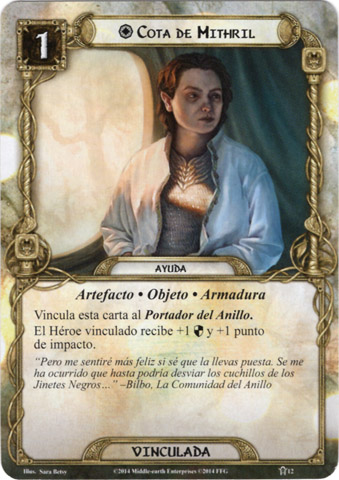 1
COTA DE MITHRIL
AYUDA
Artefacto • Objeto • Armadura
Vincula esta carta al Portador del Anillo.
El Héroe vinculado recibe +1 y +1 punto
de impacto.
“Pero me sentiré más feliz si sé que la llevas puesta. Se me
ha ocurrido que hasta podría desviar los cuchillos de los
Jinetes Negros…” –Bilbo, La Comunidad del Anillo
VINCULADA
Illus. Sara Betsy ©2014 Middle-earth Enterprises ©2014 FFG 12